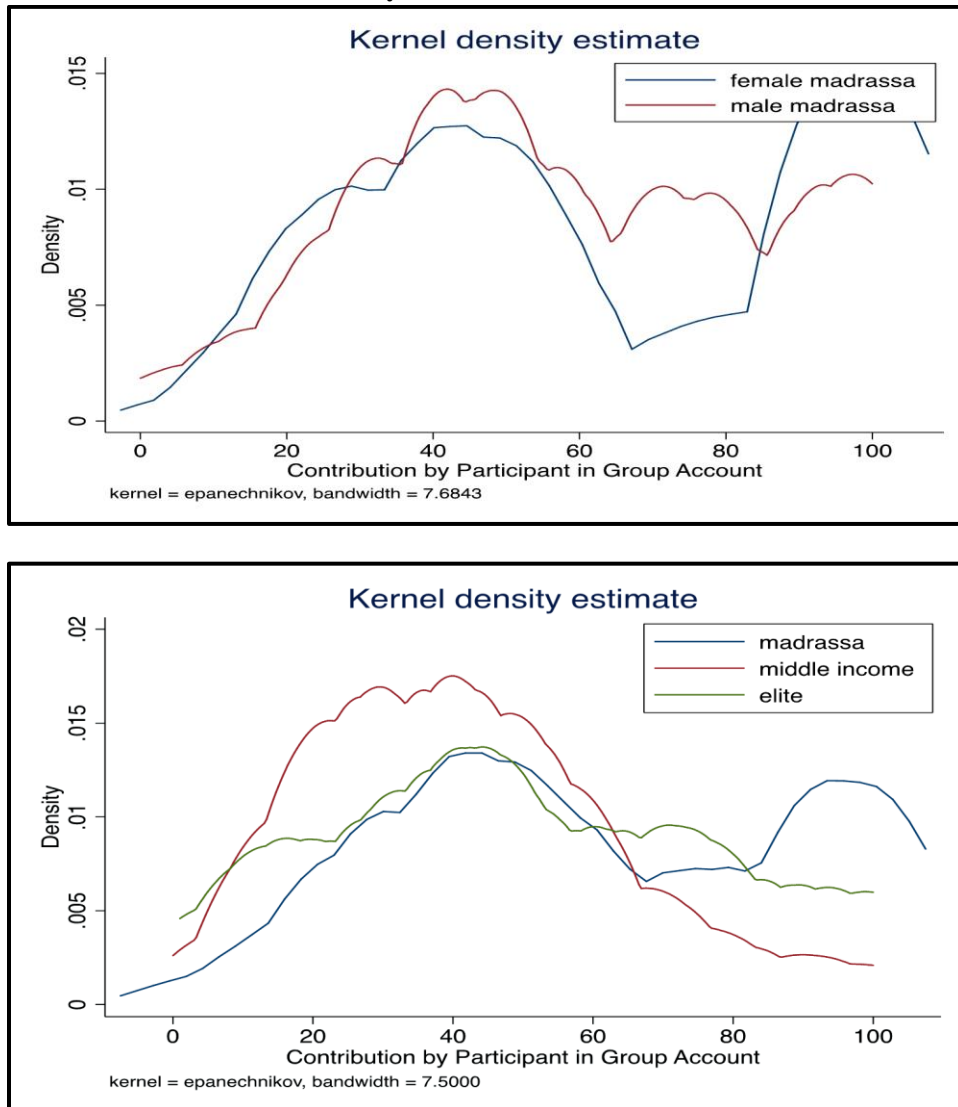 Kernel density estimate
female madrassa
male madrassa
.015
.01
.005
0
Density
0 20 40 60 80 100
Contribution by Participant in Group Account
kernel = epanechnikov, bandwidth = 7.6843
Kernel density estimate
madrassa
middle income
elite
.02
.015
.01
.005
0
Density
0 20 40 60 80 100
Contribution by Participant in Group Account
kernel = epanechnikov, bandwidth = 7.5000